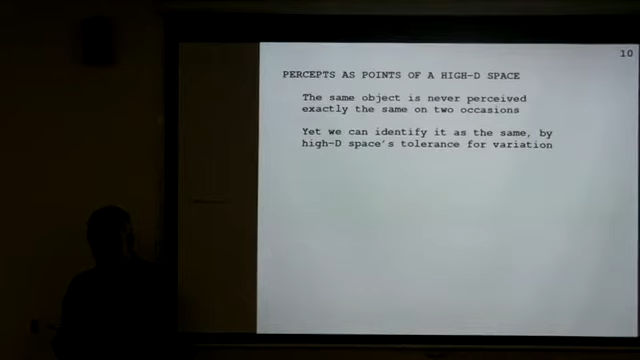 10
PERCEPTS AS POINTS OF A HIGH-D SPACE
The same object is never perceived
exactly the same on two occasions
Yet we can identify it as the same, by
high-D space's tolerance for variation